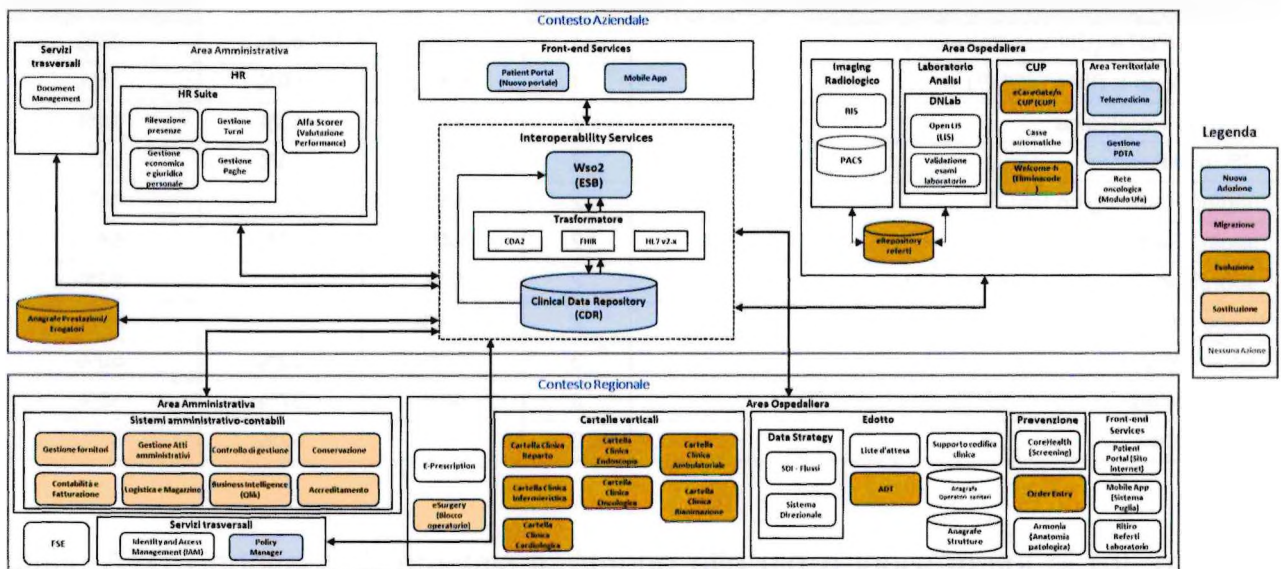 Contesto Aziendale
Servizi
trasversali
Document
Management
Area Amministrativa
HR
HR Suite
Rilevazione
presenze
Gestione
Turni
Gestione
economica
e giuridica
personale
Gestione
Paghe
Alfa Scorer
(Valutazione
Performance)
Front-end Services
Patient Portal
(Nuovo portale)
Mobile App
Interoperability Services
Wso2
(ESB)
Trasformatore
CDA2
FHIR
HL7 v2.x
Clinical Data Repository
(CDR)
Anagrafe Prestazioni/
Erogatori
Area Ospedaliera
Imaging
Radiologico
RIS
PACS
Laboratorio
Analisi
DNLab
Open LIS
(LIS)
Validazione
esami
laboratorio
CUP
eCareGate/n
CUP (CUP)
Casse
automatiche
Welcome-h
(Eliminacode
)
Area Territoriale
Telemedicina
Gestione
PDTA
Rete
oncologica
(Modulo Ufa)
eRepository
referti
Legenda
Nuova
Adozione
Migrazione
Evoluzione
Sostituzione
Nessuna Azione
Contesto Regionale
Area Amministrativa
Sistemi amministrativo-contabili
Gestione fornitori
Gestione Atti
amministrativi
Controllo di gestione
Conservazione
Contabilità e
Fatturazione
Logistica e Magazzino
Business Intelligence
(Qlik)
Accreditamento
FSE
Servizi trasversali
Identity and Access
Management (IAM)
Policy
Manager
Area Ospedaliera
E-Prescription
eSurgery
(Blocco
operatorio)
Cartelle verticali
Cartella Clinica
Reparto
Cartella
Clinica
Endoscopia
Cartella
Clinica
Ambulatoriale
Cartella Clinica
Infermieristica
Cartella
Clinica
Oncologica
Cartella
Clinica
Rianimazione
Cartella
Clinica
Cardiologica
Data Strategy
SDI - Flussi
Sistema
Direzionale
Edotto
Liste d'attesa
Supporto codifica
clinica
ADT
Anagrafe
Operatori sanitari
Anagrafe
Strutture
Prevenzione
CoreHealth
(Screening)
Order Entry
Armonia
(Anatomia
patologica)
Front-end
Services
Patient
Portal (Sito
Internet)
Mobile App
(Sistema
Puglia)
Ritiro
Referti
Laboratorio